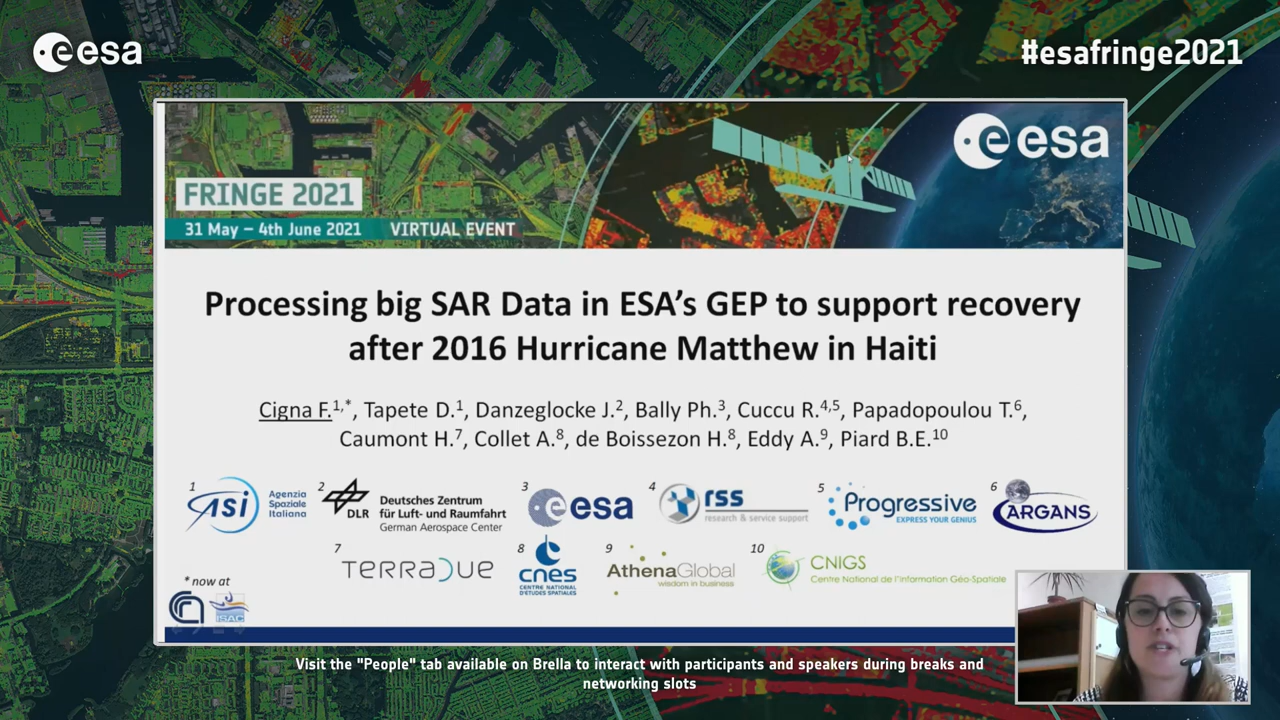 esa
#esafringe2021
esa
FRINGE 2021
31 May – 4th June 2021 VIRTUAL EVENT
Processing big SAR Data in ESA's GEP to support recovery
after 2016 Hurricane Matthew in Haiti
Cigna F.1,*, Tapete D.1, Danzeglocke J.2, Bally Ph.3, Cuccu R.4,5, Papadopoulou T.6,
Caumont H.7, Collet A.8, de Boissezon H.8, Eddy A.9, Piard B.E.10
1 asi Agenzia Spaziale Italiana
2 DLR Deutsches Zentrum für Luft- und Raumfahrt German Aerospace Center
3 esa
4 rss research & service support
5 Progressive EXPRESS YOUR GENIUS
6 ARGANS
7 TERRADUE
8 cnes CENTRE NATIONAL D'ÉTUDES SPATIALES
9 AthenaGlobal wisdom in business
10 CNIGS Centre National de l'Information Géo-Spatiale
* now at
ISAC
Visit the "People" tab available on Brella to interact with participants and speakers during breaks and
networking slots